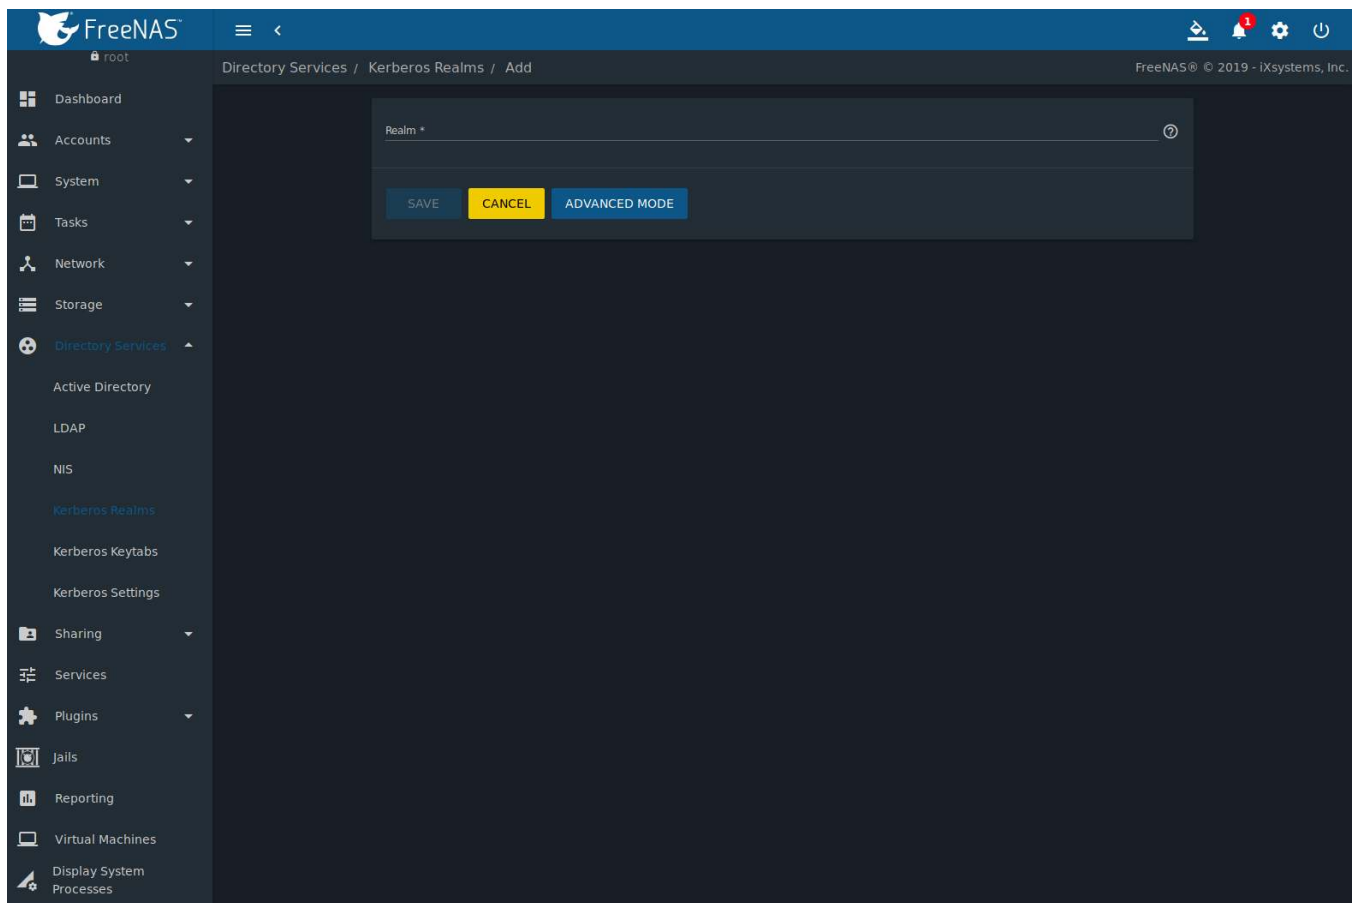 FreeNAS™
1
root
Directory Services / Kerberos Realms / Add
FreeNAS® © 2019 - iXsystems, Inc.
Dashboard
Accounts
System
Tasks
Network
Storage
Directory Services
Active Directory
LDAP
NIS
Kerberos Realms
Kerberos Keytabs
Kerberos Settings
Sharing
Services
Plugins
Jails
Reporting
Virtual Machines
Display System
Processes
Realm *
SAVE
CANCEL
ADVANCED MODE